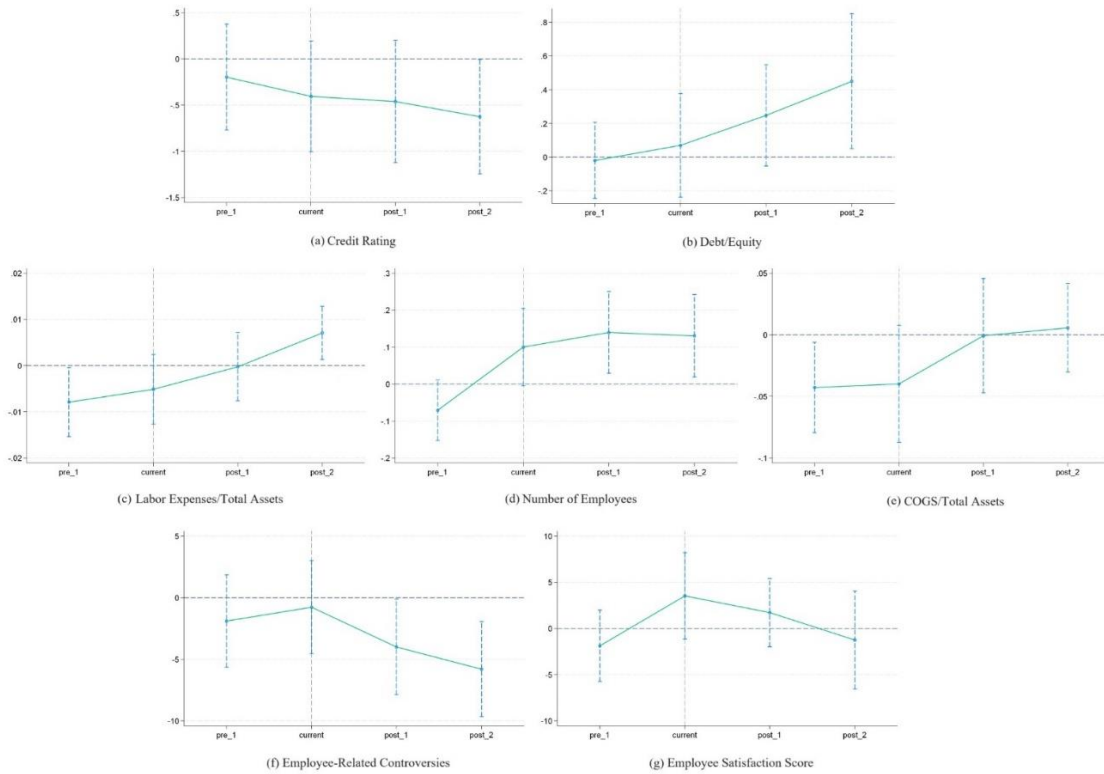 .5
0
-.5
-1
-1.5
pre_1 current post_1 post_2
(a) Credit Rating
.8
.6
.4
.2
0
-.2
pre_1 current post_1 post_2
(b) Debt/Equity
.02
.01
0
-.01
-.02
pre_1 current post_1 post_2
(c) Labor Expenses/Total Assets
.3
.2
.1
0
-.1
-.2
pre_1 current post_1 post_2
(d) Number of Employees
.05
0
-.05
-.1
pre_1 current post_1 post_2
(e) COGS/Total Assets
5
0
-5
-10
pre_1 current post_1 post_2
(f) Employee-Related Controversies
10
5
0
-5
-10
pre_1 current post_1 post_2
(g) Employee Satisfaction Score